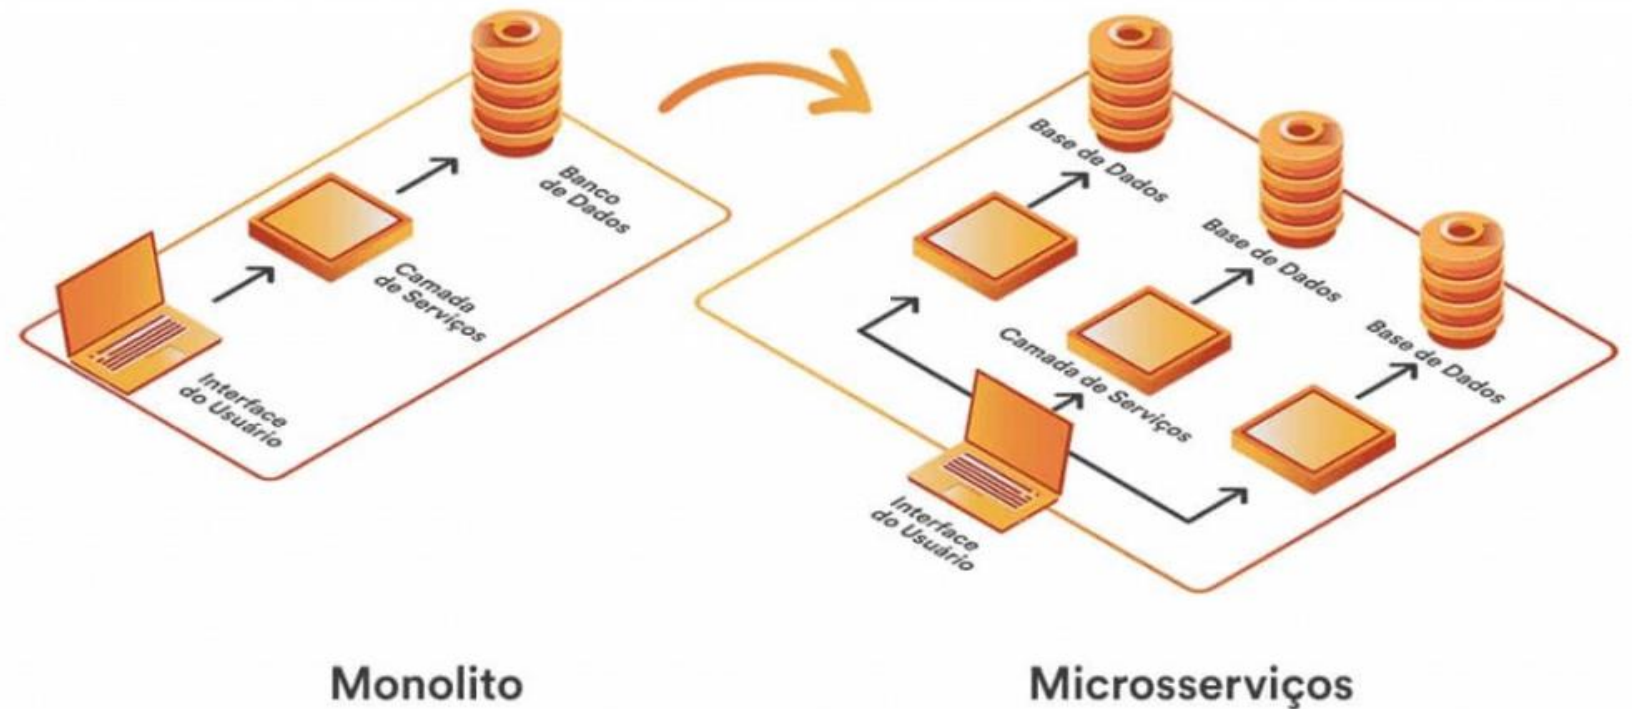 Banco
de Dados
Camada
de Serviços
Interface
do Usuário
Monolito
Base de Dados
Base de Dados
Base de Dados
Camada de Serviços
Interface
do Usuário
Microsserviços